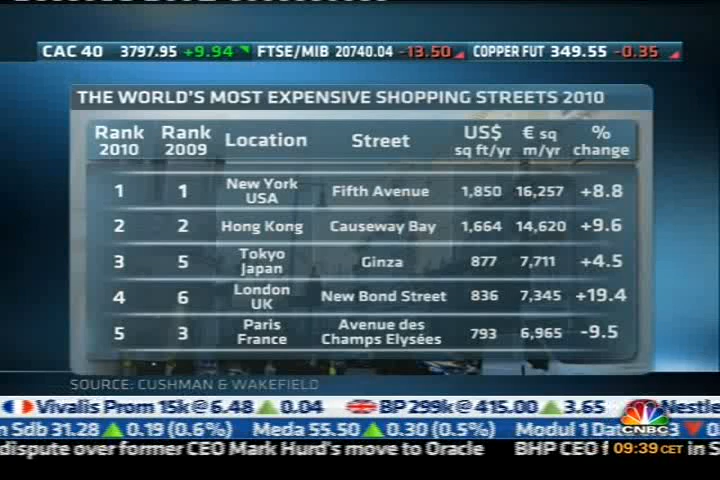 CAC 40 3797.95 +9.94 FTSE/MIB 20740.04 -13.50 COPPER FUT 349.55 -0.35
THE WORLD'S MOST EXPENSIVE SHOPPING STREETS 2010
Rank 2010 Rank 2009 Location Street US$ sq ft/yr € sq m/yr % change
1 1 New York USA Fifth Avenue 1,850 16,257 +8.8
2 2 Hong Kong Causeway Bay 1,664 14,620 +9.6
3 5 Tokyo Japan Ginza 877 7,711 +4.5
4 6 London UK New Bond Street 836 7,345 +19.4
5 3 Paris France Avenue des Champs Elysées 793 6,965 -9.5
SOURCE: CUSHMAN & WAKEFIELD
Vivalis Prom 15k@6.48 0.04 BP 299k@415.00 3.65 Nestle
n Sdb 31.28 0.19 (0.6%) Meda 55.50 0.30 (0.5%) Modul 1 Dat 3 0
CNBC
dispute over former CEO Mark Hurd's move to Oracle BHP CEO f 09:39 CET in S